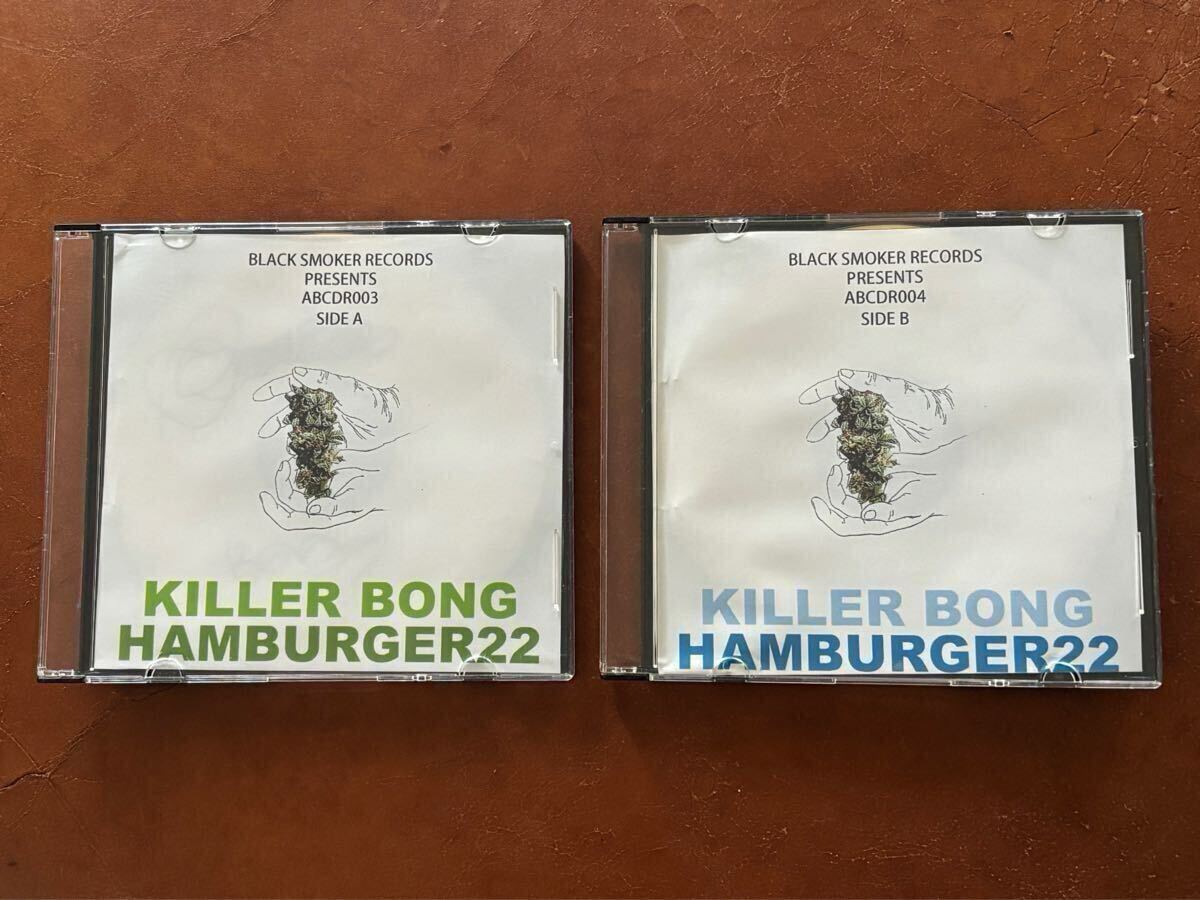 BLACK SMOKER RECORDS
PRESENTS
ABCDR003
SIDE A
KILLER BONG
HAMBURGER22
BLACK SMOKER RECORDS
PRESENTS
ABCDR004
SIDE B
KILLER BONG
HAMBURGER22